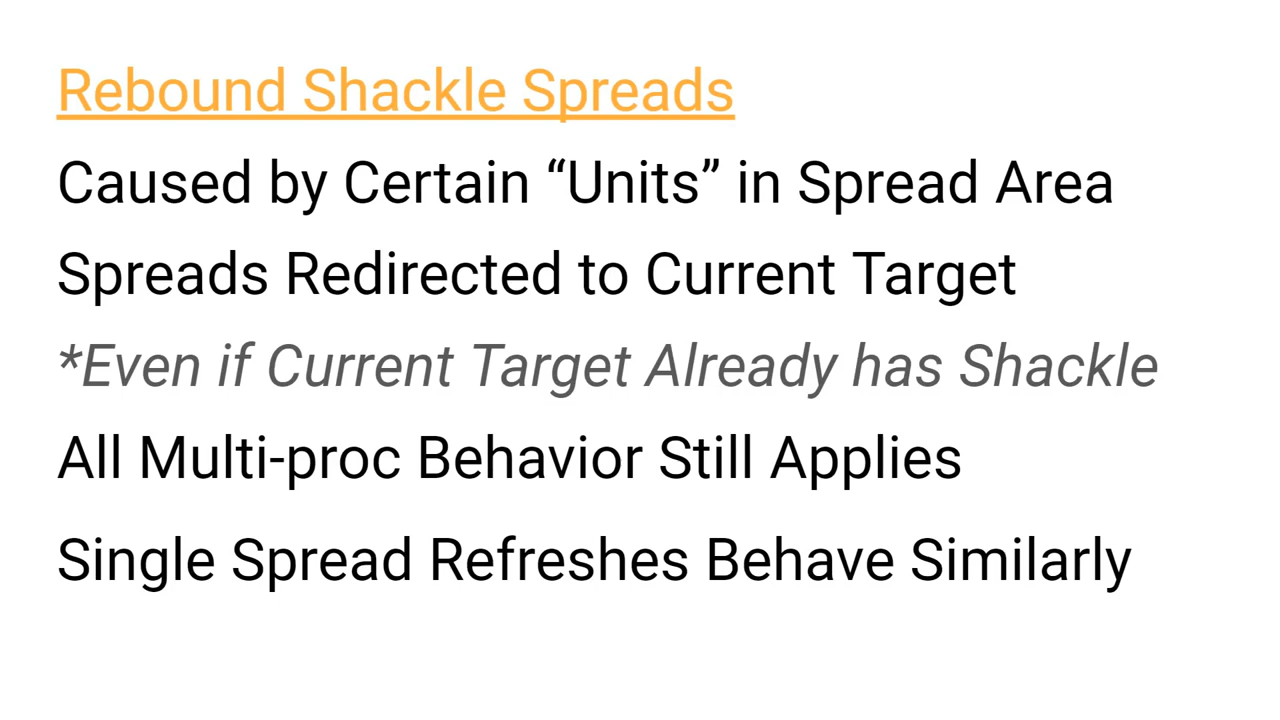 Rebound Shackle Spreads
Caused by Certain “Units” in Spread Area
Spreads Redirected to Current Target
*Even if Current Target Already has Shackle
All Multi-proc Behavior Still Applies
Single Spread Refreshes Behave Similarly